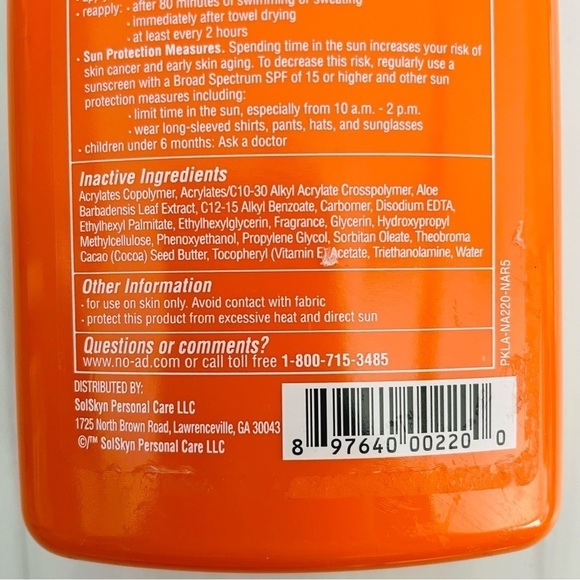 • reapply: • after 80 minutes of swimming or sweating
• immediately after towel drying
• at least every 2 hours
• Sun Protection Measures. Spending time in the sun increases your risk of
skin cancer and early skin aging. To decrease this risk, regularly use a
sunscreen with a Broad Spectrum SPF of 15 or higher and other sun
protection measures including:
• limit time in the sun, especially from 10 a.m. - 2 p.m.
• wear long-sleeved shirts, pants, hats, and sunglasses
• children under 6 months: Ask a doctor
Inactive Ingredients
Acrylates Copolymer, Acrylates/C10-30 Alkyl Acrylate Crosspolymer, Aloe
Barbadensis Leaf Extract, C12-15 Alkyl Benzoate, Carbomer, Disodium EDTA,
Ethylhexyl Palmitate, Ethylhexylglycerin, Fragrance, Glycerin, Hydroxypropyl
Methylcellulose, Phenoxyethanol, Propylene Glycol, Sorbitan Oleate, Theobroma
Cacao (Cocoa) Seed Butter, Tocopheryl (Vitamin E) Acetate, Triethanolamine, Water
Other Information
• for use on skin only. Avoid contact with fabric
• protect this product from excessive heat and direct sun
Questions or comments?
www.no-ad.com or call toll free 1-800-715-3485
PKLA-NA220-NAR5
DISTRIBUTED BY:
SolSkyn Personal Care LLC
1725 North Brown Road, Lawrenceville, GA 30043
©/™ SolSkyn Personal Care LLC
8 97640 00220 0